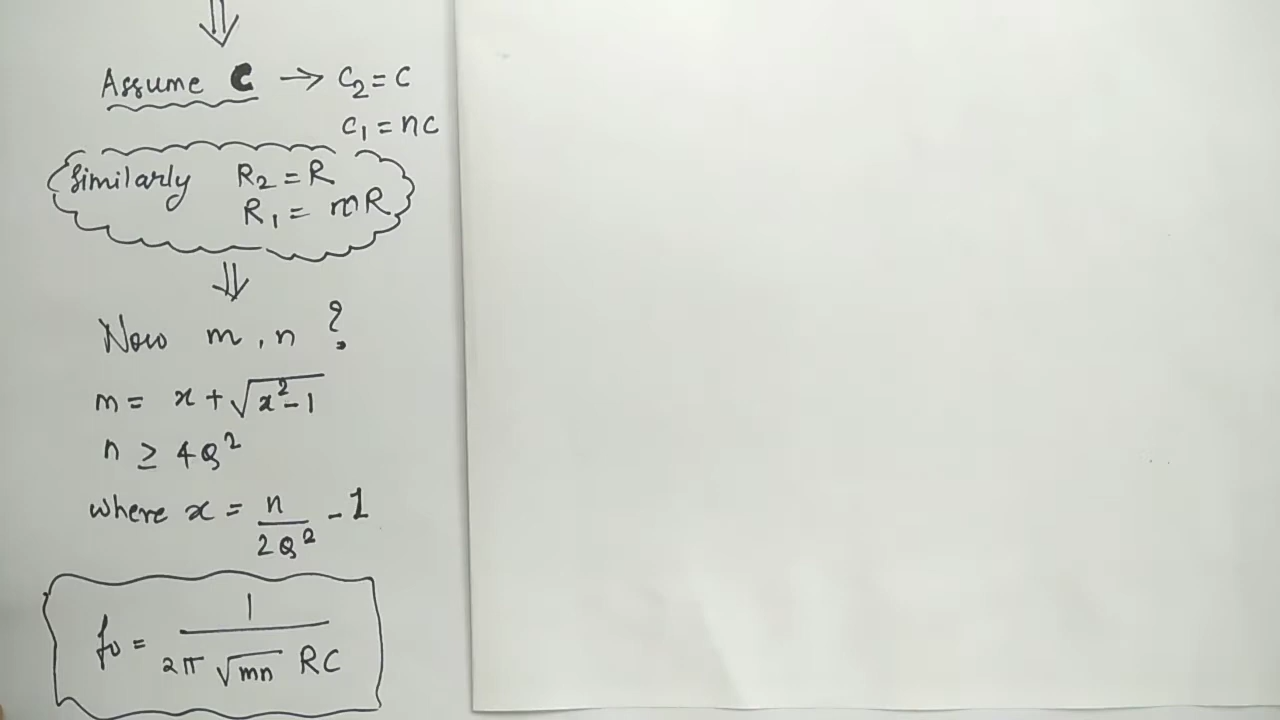 ⇓
Assume C → C₂ = C
C₁ = nC
Similarly R₂ = R
R₁ = mR
⇓
Now m, n ?
m = x + √(x² - 1)
n ≥ 4Q²
where x = n / 2Q² - 1
f₀ = 1 / 2π √mn RC